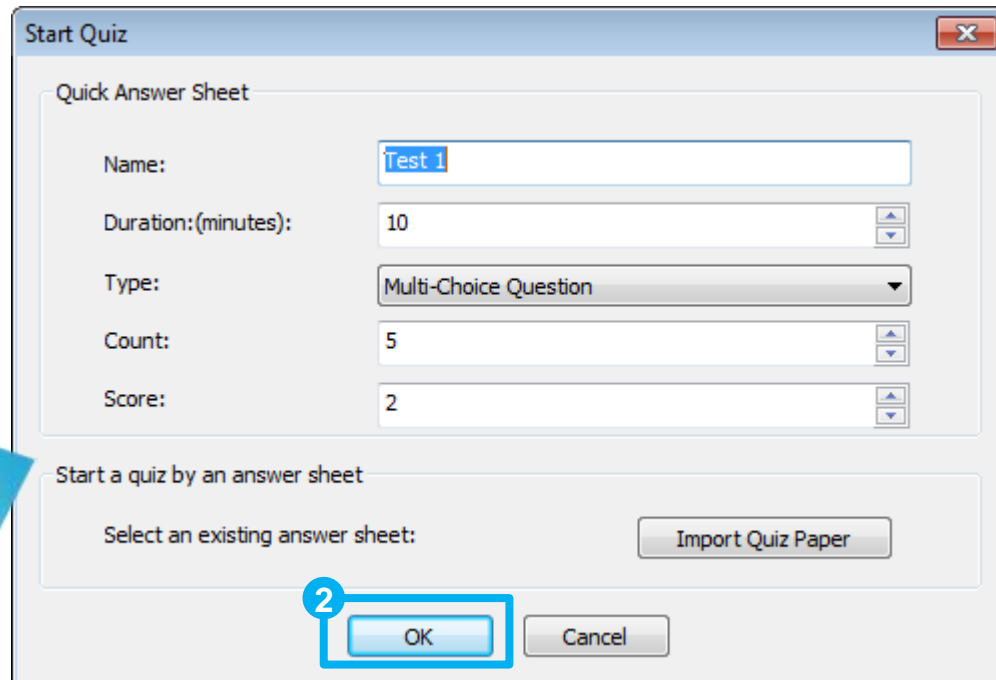 Start Quiz
Quick Answer Sheet
Name: Test 1
Duration:(minutes): 10
Type: Multi-Choice Question
Count: 5
Score: 2
Start a quiz by an answer sheet
Select an existing answer sheet: Import Quiz Paper
2
OK Cancel